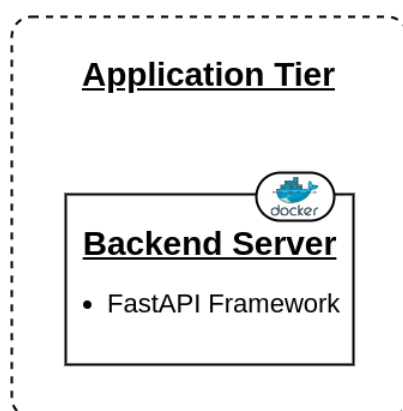 Application Tier
docker
Backend Server
• FastAPI Framework